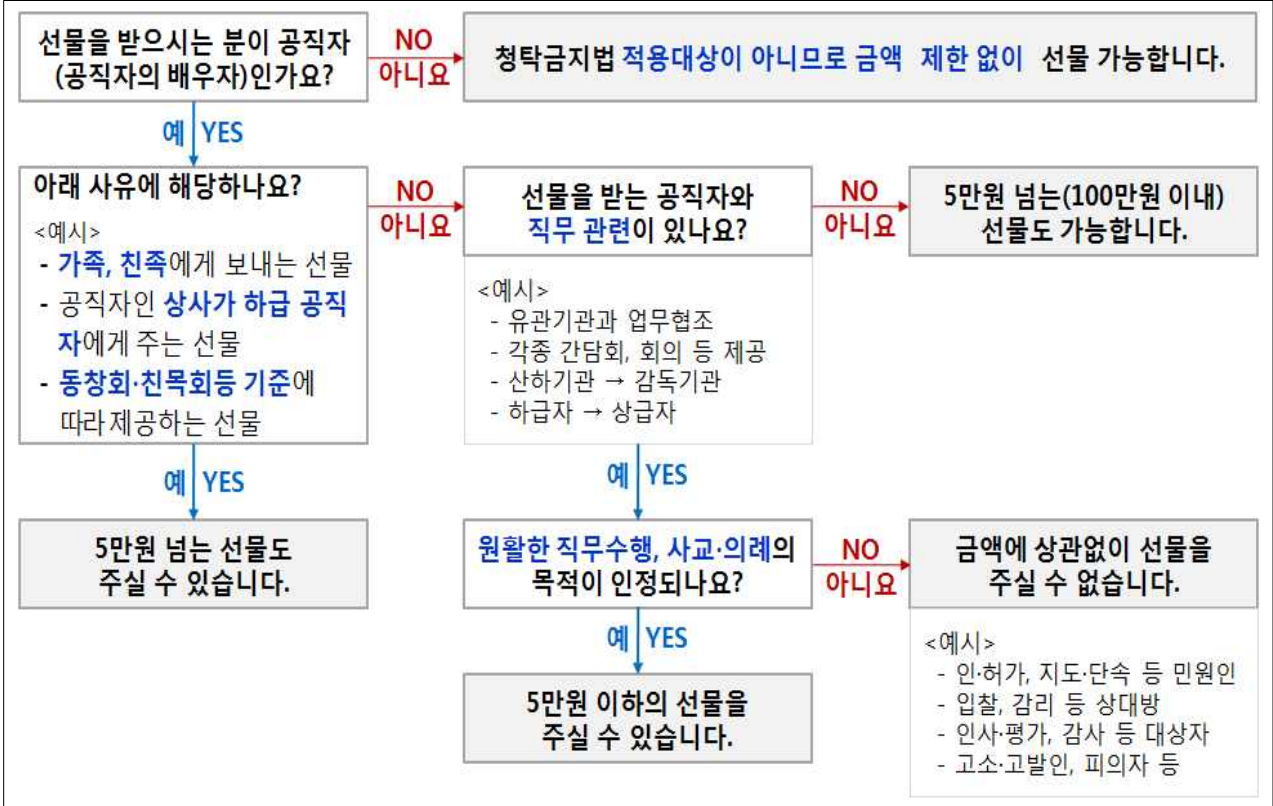 선물을 받으시는 분이 공직자
(공직자의 배우자)인가요?
NO
아니요
청탁금지법 적용대상이 아니므로 금액 제한 없이 선물 가능합니다.
예 YES
아래 사유에 해당하나요?
<예시>
- 가족, 친족에게 보내는 선물
- 공직자인 상사가 하급 공직
자에게 주는 선물
- 동창회·친목회등 기준에
따라제공하는 선물
NO
아니요
선물을 받는 공직자와
직무 관련이 있나요?
<예시>
- 유관기관과 업무협조
- 각종 간담회, 회의 등 제공
- 산하기관 → 감독기관
- 하급자 → 상급자
NO
아니요
5만원 넘는(100만원 이내)
선물도 가능합니다.
예 YES
5만원 넘는 선물도
주실 수 있습니다.
예 YES
원활한 직무수행, 사교·의례의
목적이 인정되나요?
NO
아니요
금액에 상관없이 선물을
주실 수 없습니다.
<예시>
- 인·허가, 지도·단속 등 민원인
- 입찰, 감리 등 상대방
- 인사·평가, 감사 등 대상자
- 고소·고발인, 피의자 등
예 YES
5만원 이하의 선물을
주실 수 있습니다.